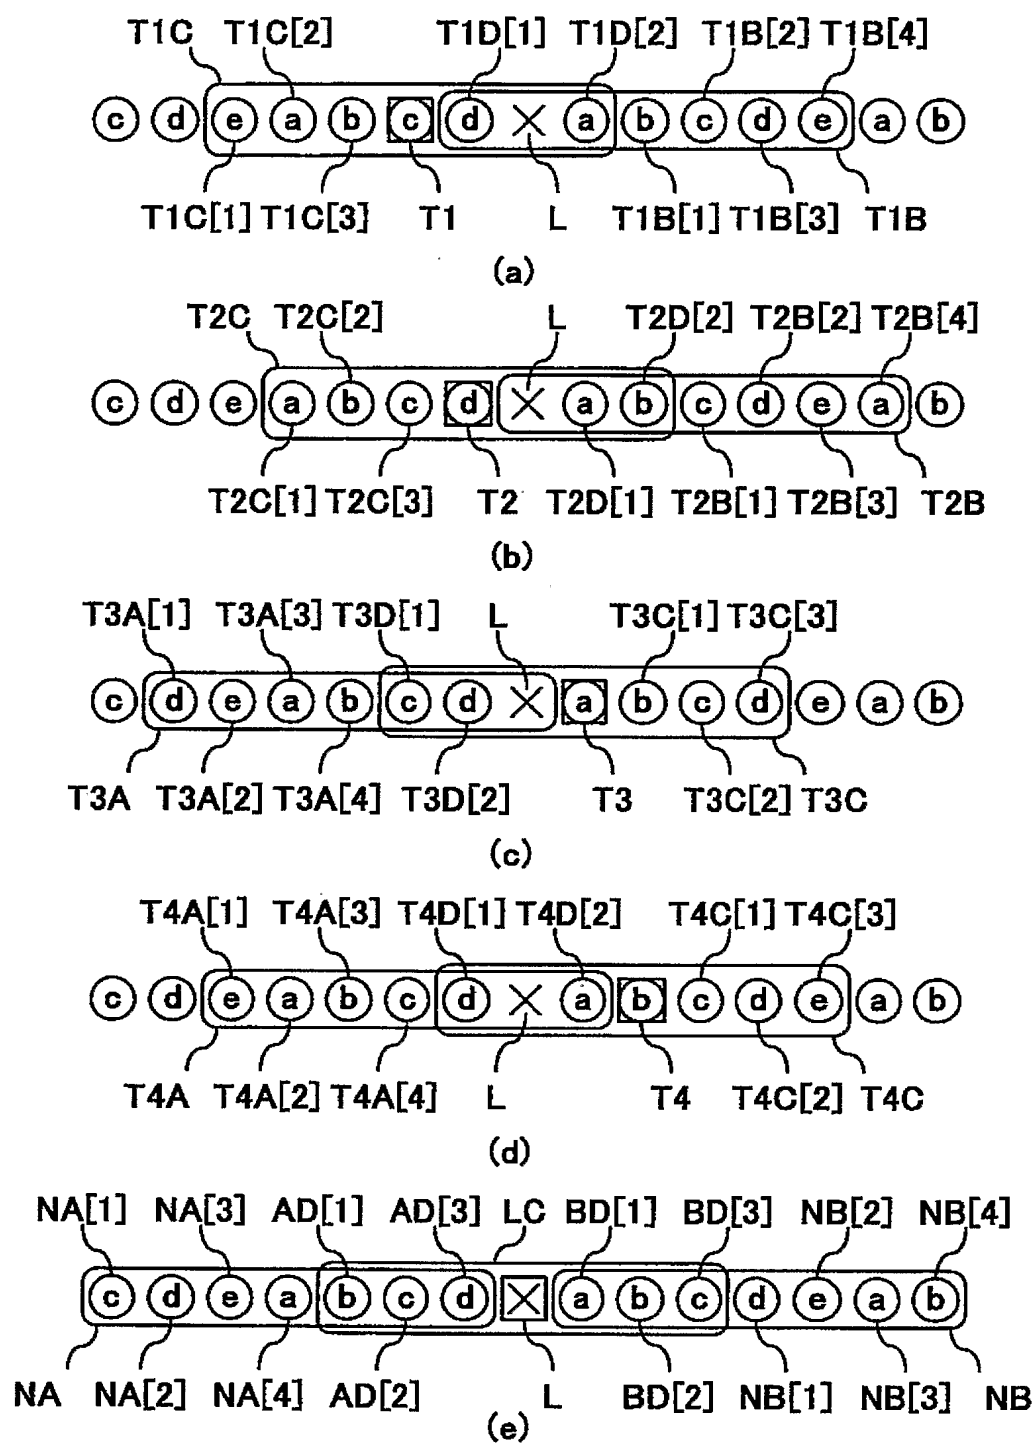 T1C T1C[2] T1D[1] T1D[2] T1B[2] T1B[4]
c d e a b c d a b c d e a b
T1C[1] T1C[3] T1 L T1B[1] T1B[3] T1B
(a)
T2C T2C[2] L T2D[2] T2B[2] T2B[4]
c d e a b c d a b c d e a b
T2C[1] T2C[3] T2 T2D[1] T2B[1] T2B[3] T2B
(b)
T3A[1] T3A[3] T3D[1] L T3C[1] T3C[3]
c d e a b c d a b c d e a b
T3A T3A[2] T3A[4] T3D[2] T3 T3C[2] T3C
(c)
T4A[1] T4A[3] T4D[1] T4D[2] T4C[1] T4C[3]
c d e a b c d a b c d e a b
T4A T4A[2] T4A[4] L T4 T4C[2] T4C
(d)
NA[1] NA[3] AD[1] AD[3] LC BD[1] BD[3] NB[2] NB[4]
c d e a b c d a b c d e a b
NA NA[2] NA[4] AD[2] L BD[2] NB[1] NB[3] NB
(e)